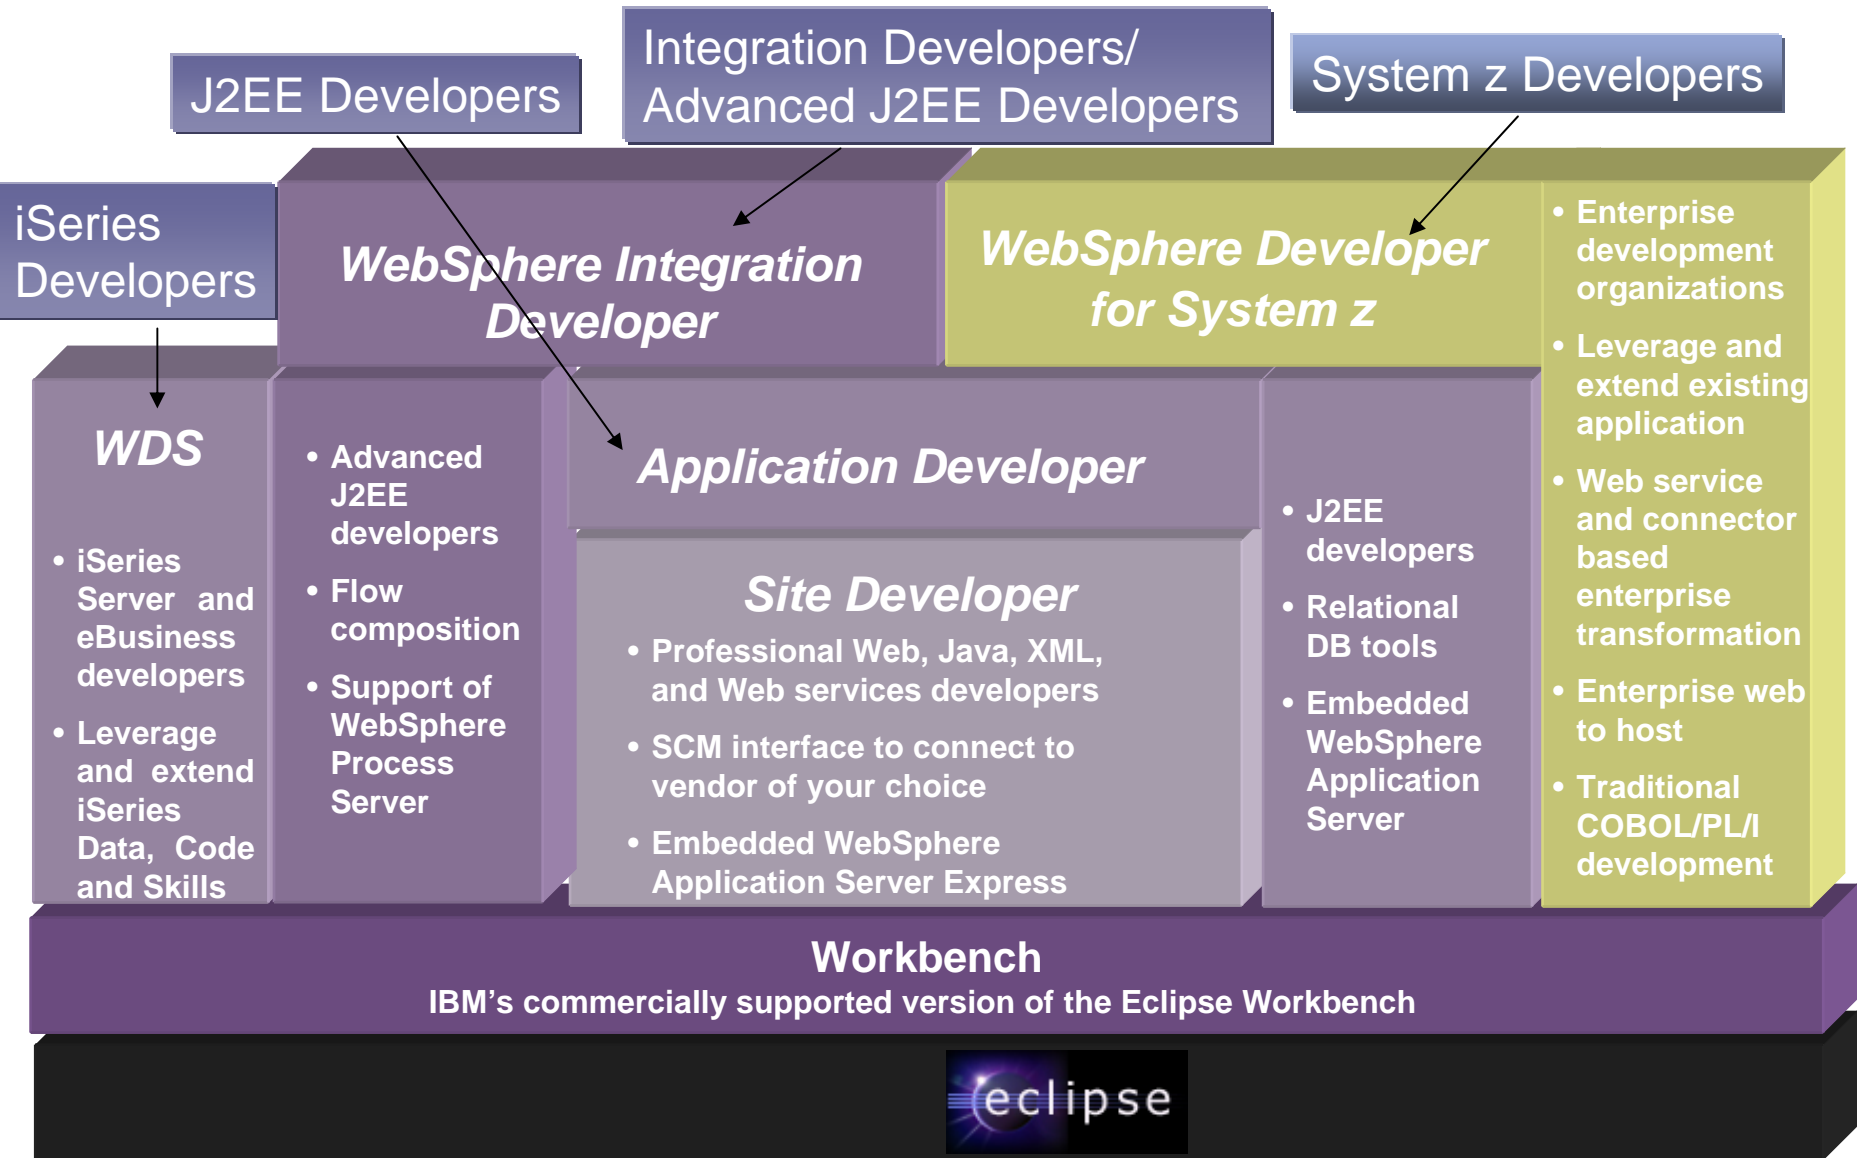 Integration Developers/
Advanced J2EE Developers
J2EE Developers
System z Developers
iSeries
Developers
WebSphere Integration
Developer
WebSphere Developer
for System z
• Enterprise
development
organizations
• Leverage and
extend existing
application
• Web service
and connector
based
enterprise
transformation
• Enterprise web
to host
• Traditional
COBOL/PL/I
development
WDS
• iSeries
Server and
eBusiness
developers
• Leverage
and extend
iSeries
Data, Code
and Skills
• Advanced
J2EE
developers
• Flow
composition
• Support of
WebSphere
Process
Server
Application Developer
Site Developer
• Professional Web, Java, XML,
and Web services developers
• SCM interface to connect to
vendor of your choice
• Embedded WebSphere
Application Server Express
• J2EE
developers
• Relational
DB tools
• Embedded
WebSphere
Application
Server
Workbench
IBM’s commercially supported version of the Eclipse Workbench
eclipse